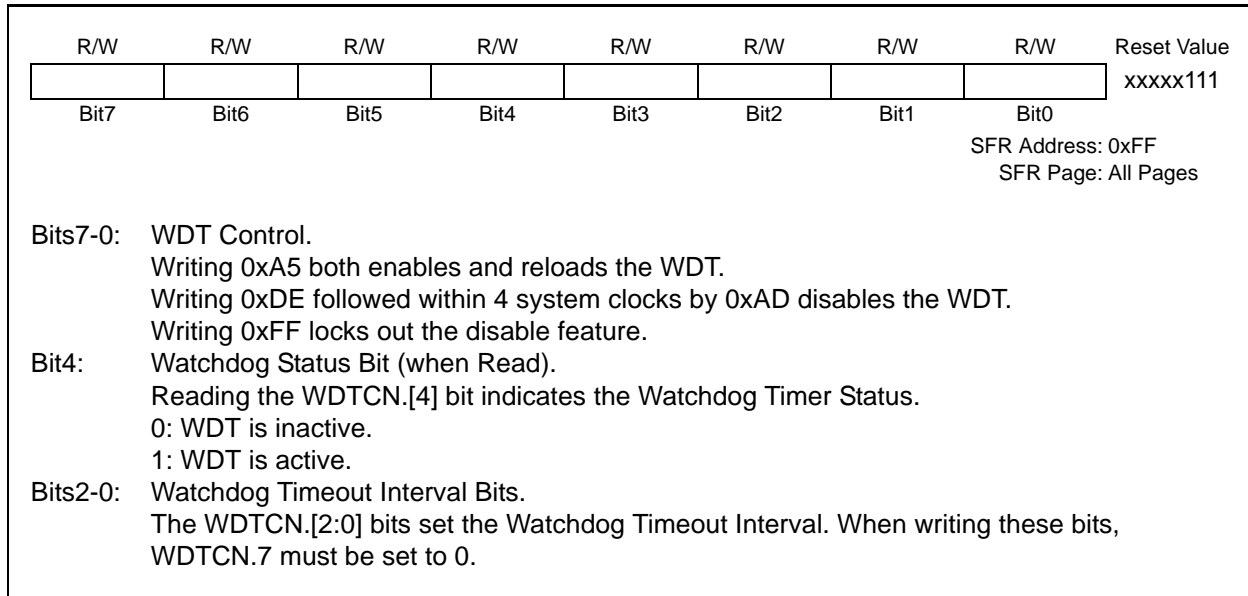 R/W R/W R/W R/W R/W R/W R/W R/W Reset Value
xxxxx111
Bit7 Bit6 Bit5 Bit4 Bit3 Bit2 Bit1 Bit0
SFR Address: 0xFF
SFR Page: All Pages
Bits7-0: WDT Control.
Writing 0xA5 both enables and reloads the WDT.
Writing 0xDE followed within 4 system clocks by 0xAD disables the WDT.
Writing 0xFF locks out the disable feature.
Bit4: Watchdog Status Bit (when Read).
Reading the WDTCN.[4] bit indicates the Watchdog Timer Status.
0: WDT is inactive.
1: WDT is active.
Bits2-0: Watchdog Timeout Interval Bits.
The WDTCN.[2:0] bits set the Watchdog Timeout Interval. When writing these bits,
WDTCN.7 must be set to 0.